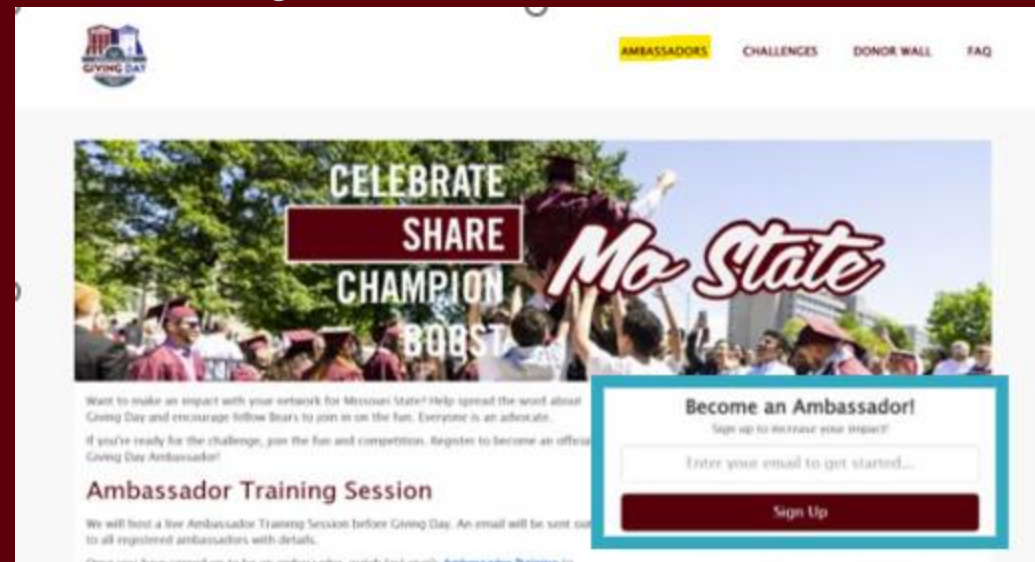 GIVING DAY
AMBASSADORS CHALLENGES DONOR WALL FAQ
CELEBRATE
SHARE
CHAMPION
BOOST
Mo State
Want to make an impact with your network for Missouri State? Help spread the word about
Giving Day and encourage fellow Bears to join in on the fun. Everyone is an advocate.
If you're ready for the challenge, join the fun and competition. Register to become an official
Giving Day Ambassador!
Ambassador Training Session
We will host a live Ambassador Training Session before Giving Day. An email will be sent out
to all registered ambassadors with details.
Become an Ambassador!
Sign up to increase your impact!
Enter your email to get started...
Sign Up